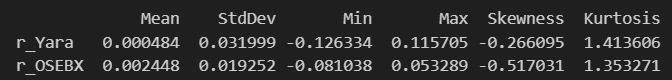 Mean StdDev Min Max Skewness Kurtosis
r_Yara 0.000484 0.031999 -0.126334 0.115705 -0.266095 1.413606
r_OSEBX 0.002448 0.019252 -0.081038 0.053289 -0.517031 1.353271